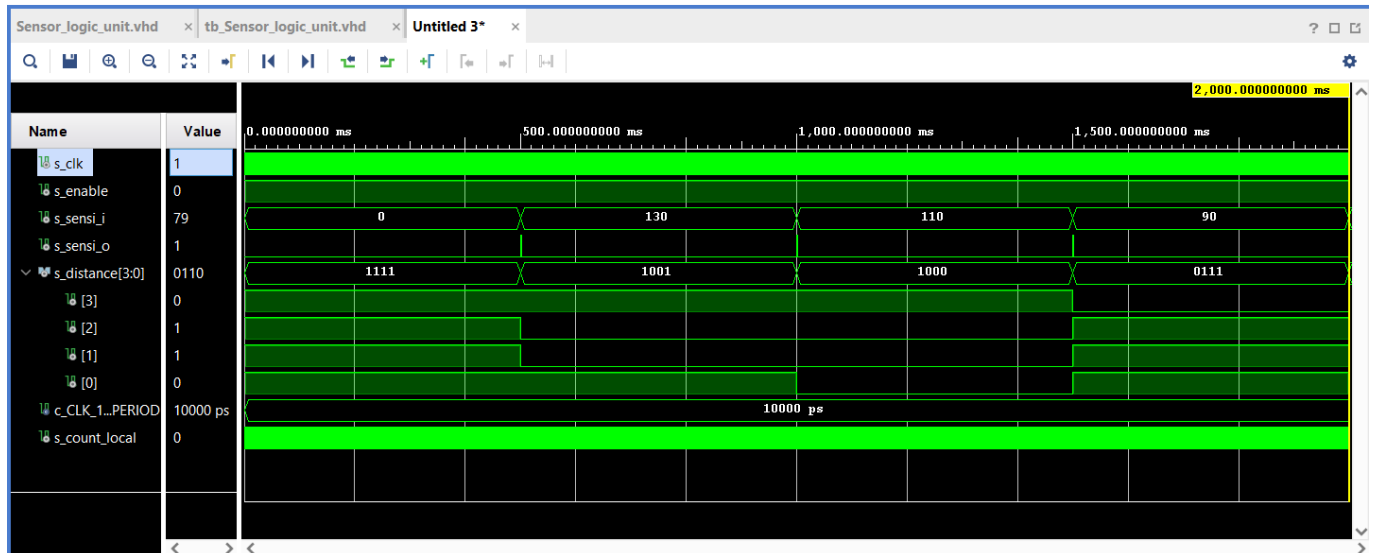 Sensor_logic_unit.vhd × tb_Sensor_logic_unit.vhd × Untitled 3* ×
2,000.000000000 ms
Name Value 0.000000000 ms 500.000000000 ms 1,000.000000000 ms 1,500.000000000 ms
s_clk 1
s_enable 0
s_sensi_i 79 0 130 110 90
s_sensi_o 1
s_distance[3:0] 0110 1111 1001 1000 0111
[3] 0
[2] 1
[1] 1
[0] 0
c_CLK_1...PERIOD 10000 ps 10000 ps
s_count_local 0